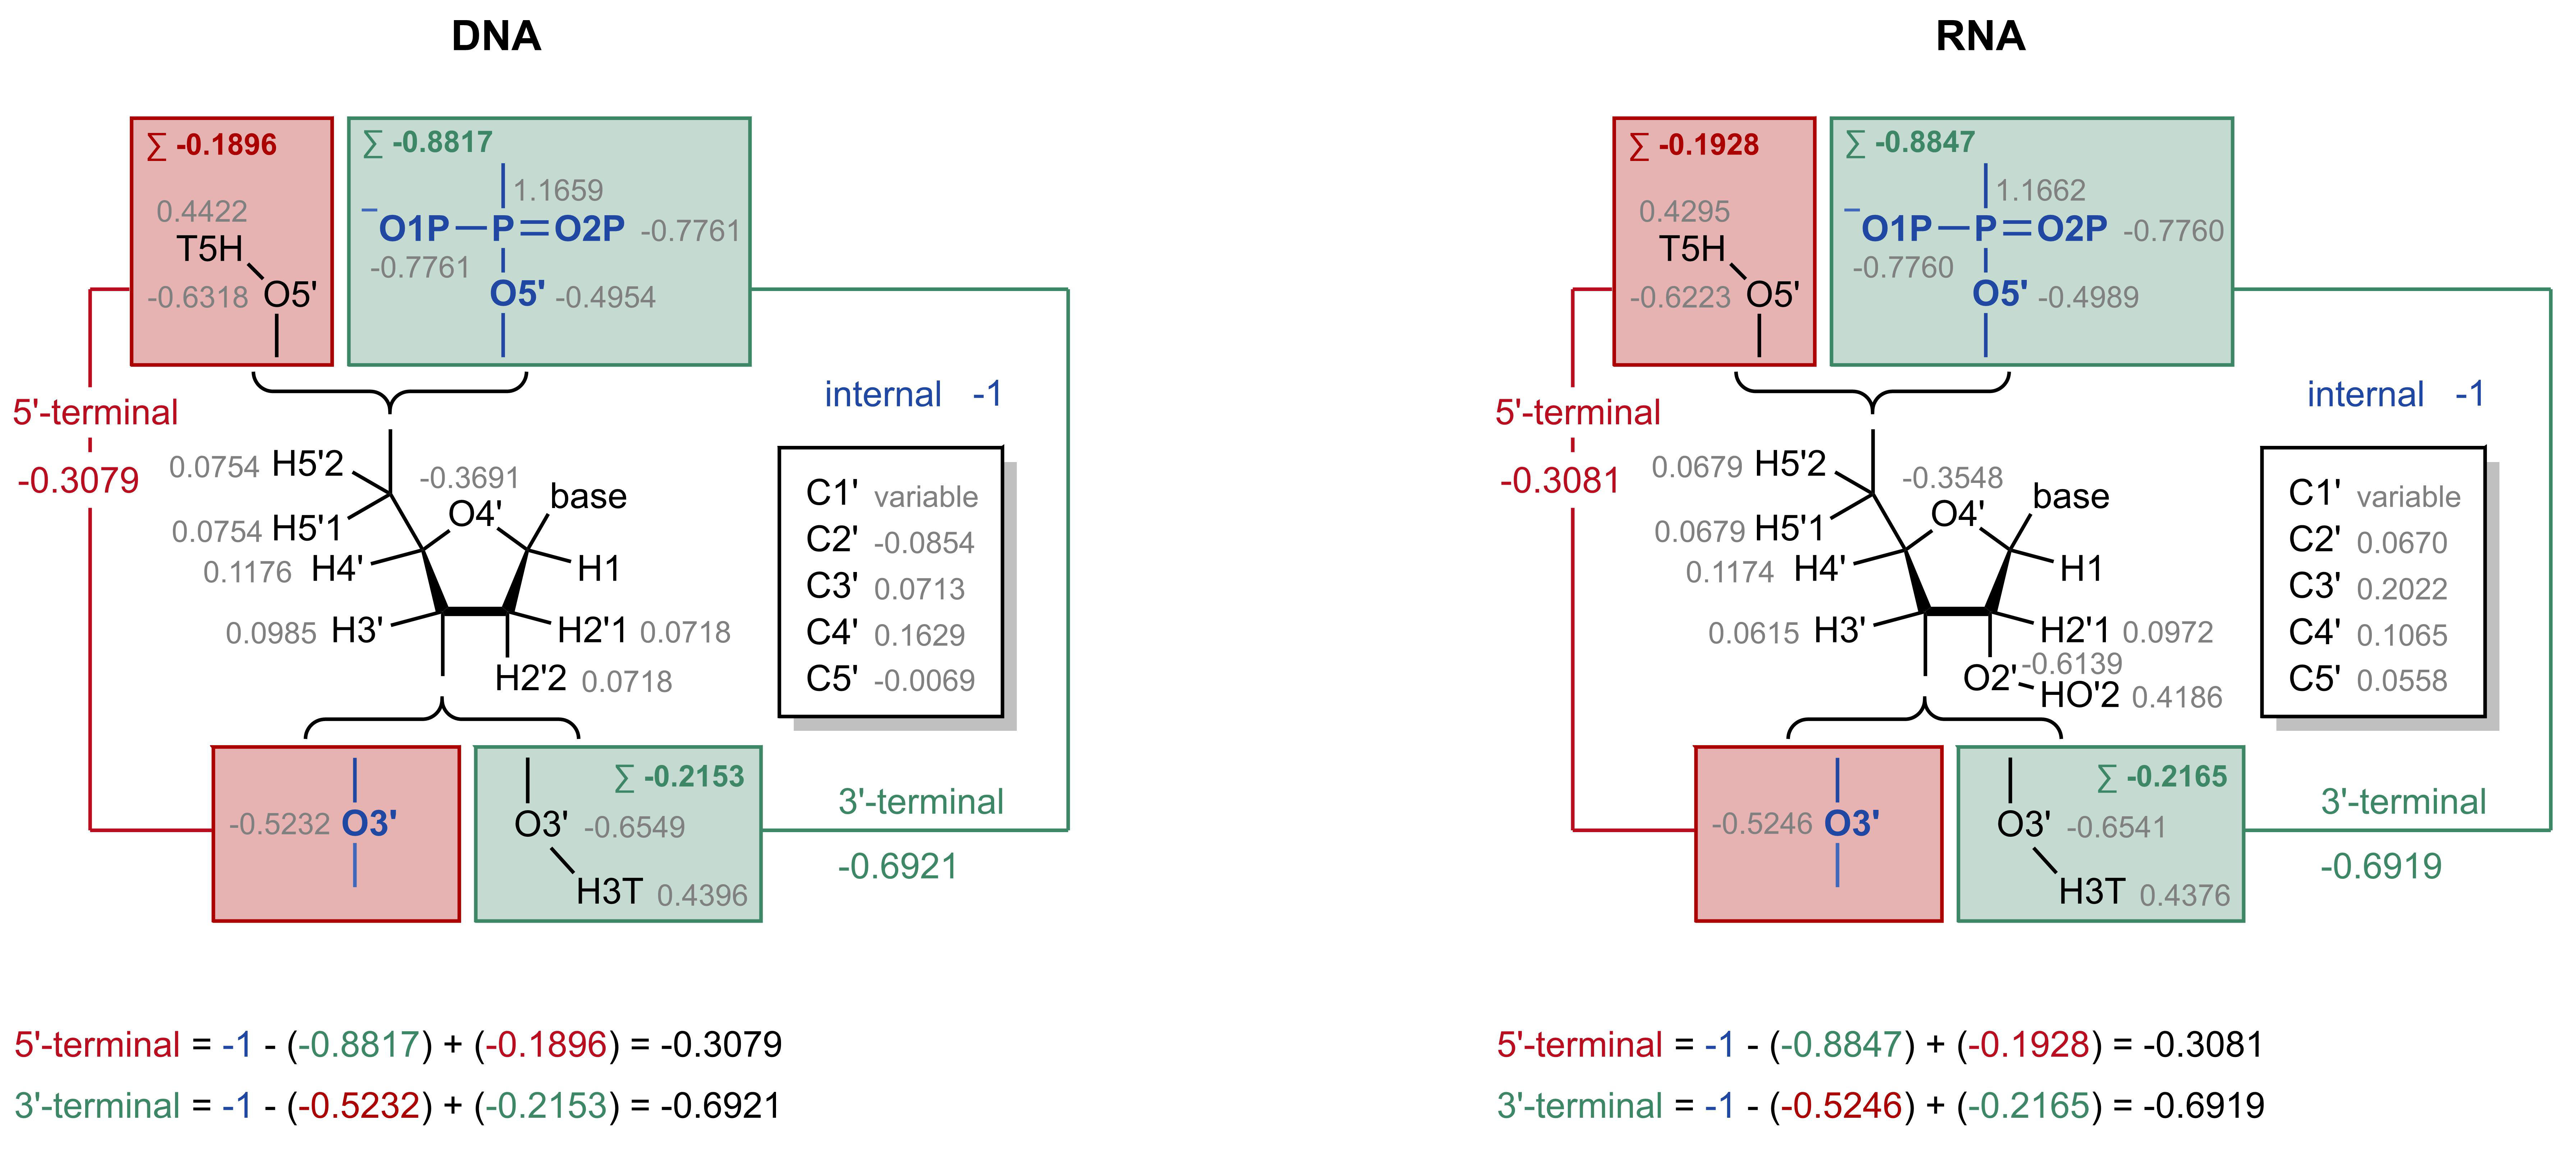 DNA
∑ -0.1896
0.4422
T5H
-0.6318 O5'
∑ -0.8817
1.1659
⁻O1P P O2P -0.7761
-0.7761
O5' -0.4954
5'-terminal
-0.3079
internal -1
0.0754 H5'2
-0.3691
O4'
base
0.0754 H5'1
0.1176 H4'
H1
0.0985 H3'
H2'1 0.0718
H2'2 0.0718
C1' variable
C2' -0.0854
C3' 0.0713
C4' 0.1629
C5' -0.0069
-0.5232 O3'
∑ -0.2153
O3' -0.6549
H3T 0.4396
3'-terminal
-0.6921
5'-terminal = -1 - (-0.8817) + (-0.1896) = -0.3079
3'-terminal = -1 - (-0.5232) + (-0.2153) = -0.6921
RNA
∑ -0.1928
0.4295
T5H
-0.6223 O5'
∑ -0.8847
1.1662
⁻O1P P O2P -0.7760
-0.7760
O5' -0.4989
5'-terminal
-0.3081
internal -1
0.0679 H5'2
-0.3548
O4'
base
0.0679 H5'1
0.1174 H4'
H1
0.0615 H3'
H2'1 0.0972
-0.6139
O2'
HO'2 0.4186
C1' variable
C2' 0.0670
C3' 0.2022
C4' 0.1065
C5' 0.0558
-0.5246 O3'
∑ -0.2165
O3' -0.6541
H3T 0.4376
3'-terminal
-0.6919
5'-terminal = -1 - (-0.8847) + (-0.1928) = -0.3081
3'-terminal = -1 - (-0.5246) + (-0.2165) = -0.6919